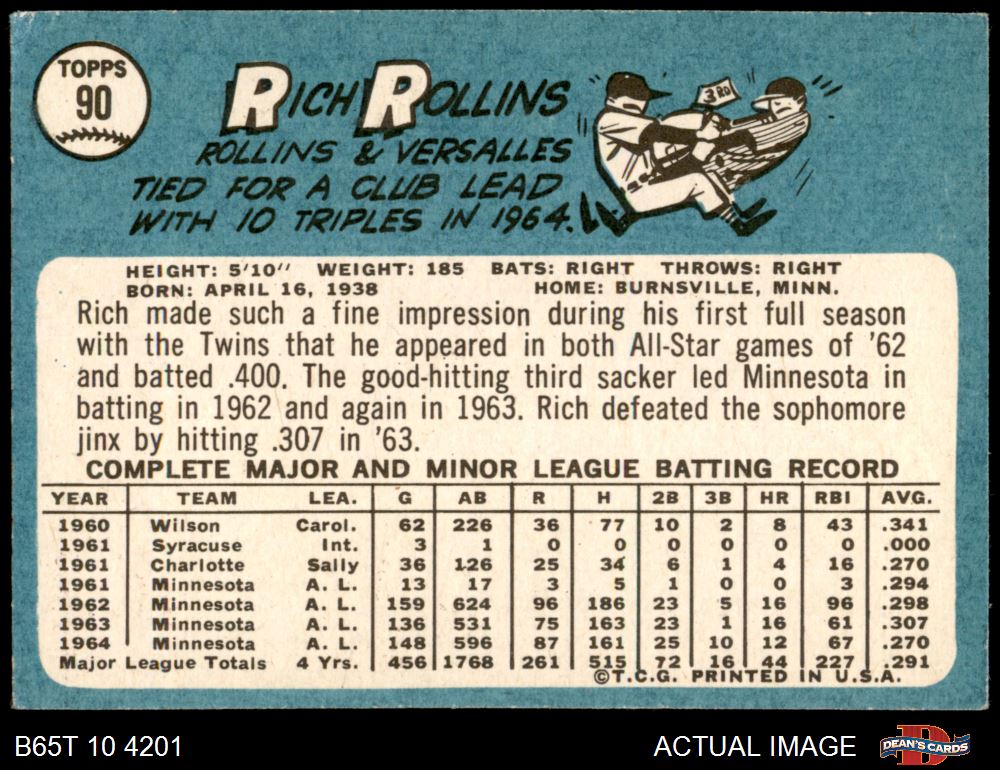 TOPPS
90
RICH ROLLINS
ROLLINS & VERSALLES
TIED FOR A CLUB LEAD
WITH 10 TRIPLES IN 1964.
3RD
HEIGHT: 5'10" WEIGHT: 185 BATS: RIGHT THROWS: RIGHT
BORN: APRIL 16, 1938 HOME: BURNSVILLE, MINN.
Rich made such a fine impression during his first full season
with the Twins that he appeared in both All-Star games of '62
and batted .400. The good-hitting third sacker led Minnesota in
batting in 1962 and again in 1963. Rich defeated the sophomore
jinx by hitting .307 in '63.
COMPLETE MAJOR AND MINOR LEAGUE BATTING RECORD
YEAR TEAM LEA. G AB R H 2B 3B HR RBI AVG.
1960 Wilson Carol. 62 226 36 77 10 2 8 43 .341
1961 Syracuse Int. 3 1 0 0 0 0 0 0 .000
1961 Charlotte Sally 36 126 25 34 6 1 4 16 .270
1961 Minnesota A. L. 13 17 3 5 1 0 0 3 .294
1962 Minnesota A. L. 159 624 96 186 23 5 16 96 .298
1963 Minnesota A. L. 136 531 75 163 23 1 16 61 .307
1964 Minnesota A. L. 148 596 87 161 25 10 12 67 .270
Major League Totals 4 Yrs. 456 1768 261 515 72 16 44 227 .291
©T.C.G. PRINTED IN U.S.A.
B65T 10 4201 ACTUAL IMAGE DEAN'S CARDS